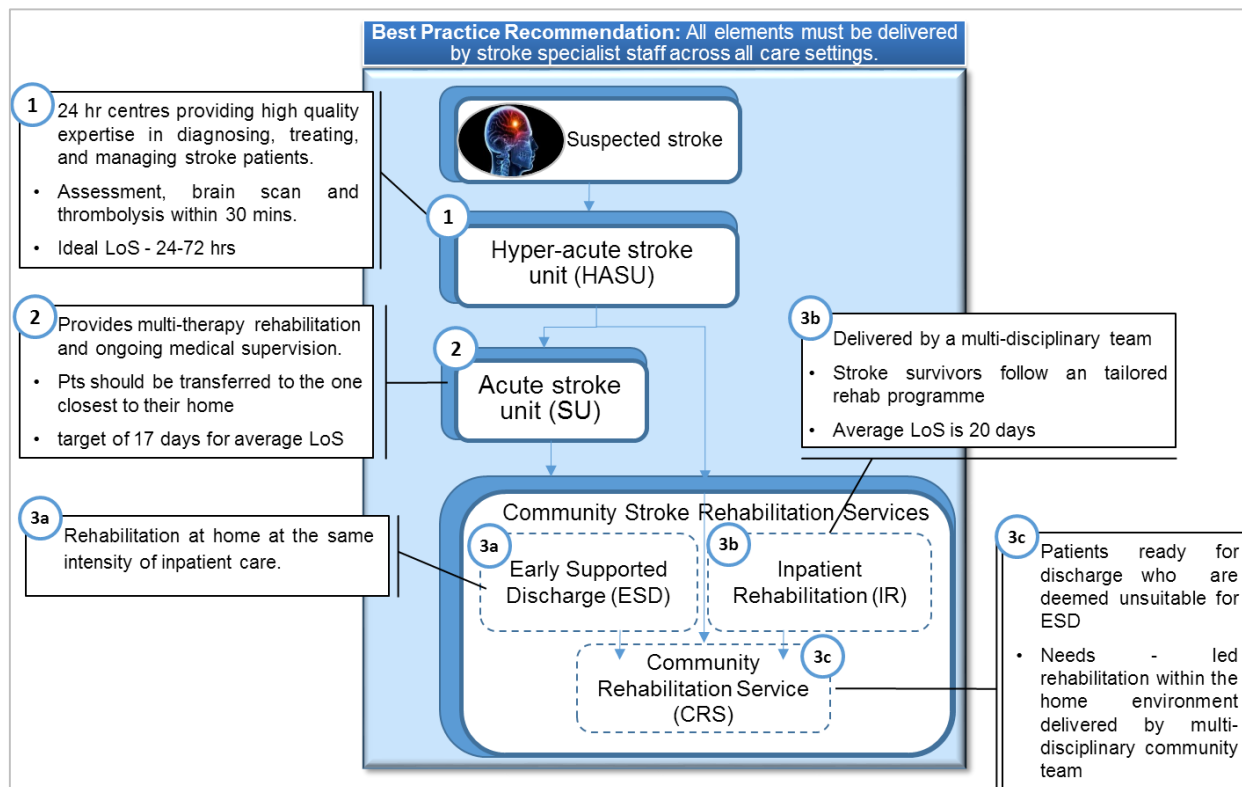 Best Practice Recommendation: All elements must be delivered
by stroke specialist staff across all care settings.
1
24 hr centres providing high quality
expertise in diagnosing, treating,
and managing stroke patients.
• Assessment, brain scan and
thrombolysis within 30 mins.
• Ideal LoS - 24-72 hrs
Suspected stroke
1
Hyper-acute stroke
unit (HASU)
2
Provides multi-therapy rehabilitation
and ongoing medical supervision.
• Pts should be transferred to the one
closest to their home
• target of 17 days for average LoS
2
Acute stroke
unit (SU)
3b
Delivered by a multi-disciplinary team
• Stroke survivors follow an tailored
rehab programme
• Average LoS is 20 days
3a
Rehabilitation at home at the same
intensity of inpatient care.
Community Stroke Rehabilitation Services
3a
Early Supported
Discharge (ESD)
3b
Inpatient
Rehabilitation (IR)
3c
Community
Rehabilitation Service
(CRS)
3c
• Patients ready for
discharge who are
deemed unsuitable for
ESD
• Needs - led
rehabilitation within the
home environment
delivered by multi-
disciplinary community
team